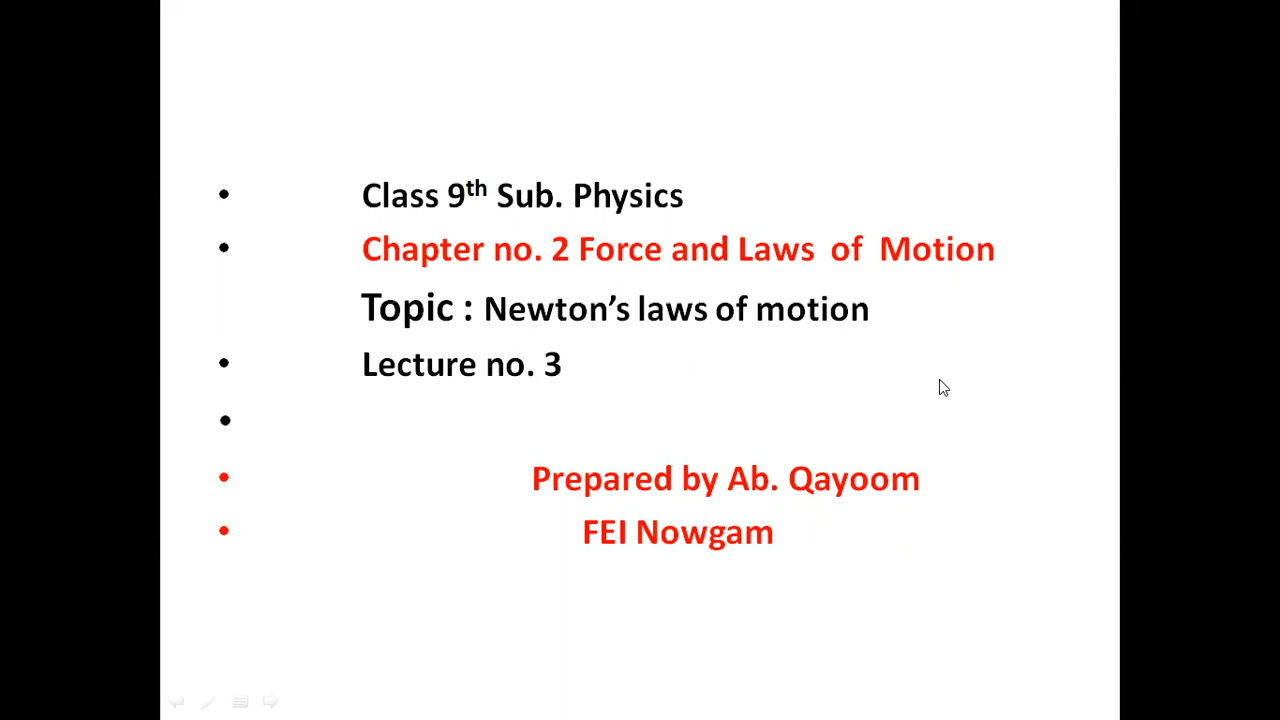 • Class 9th Sub. Physics
• Chapter no. 2 Force and Laws of Motion
Topic : Newton’s laws of motion
• Lecture no. 3
•
• Prepared by Ab. Qayoom
• FEI Nowgam